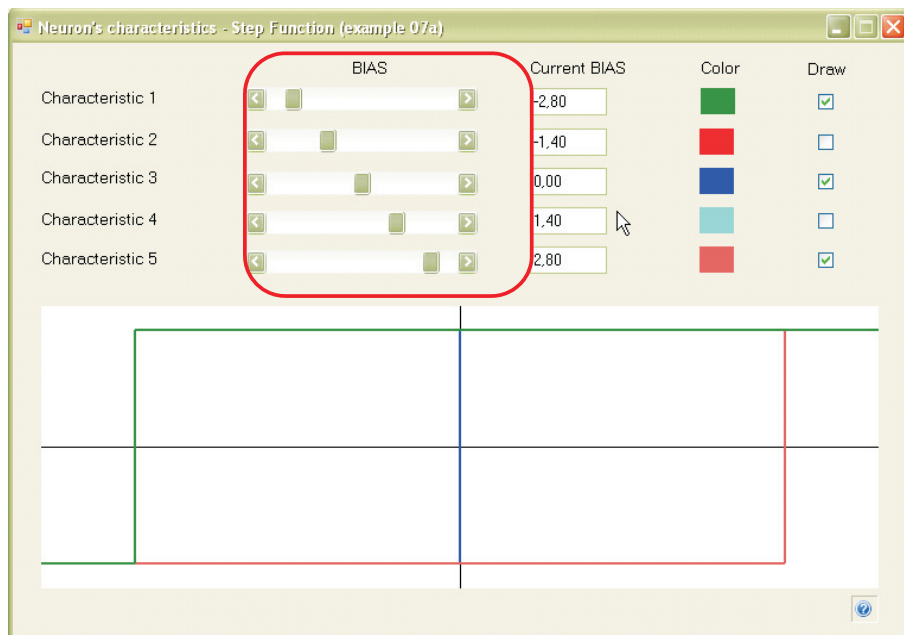 Neuron's characteristics - Step Function (example 07a)
BIAS Current BIAS Color Draw
Characteristic 1 -2,80
Characteristic 2 -1,40
Characteristic 3 0,00
Characteristic 4 1,40
Characteristic 5 2,80